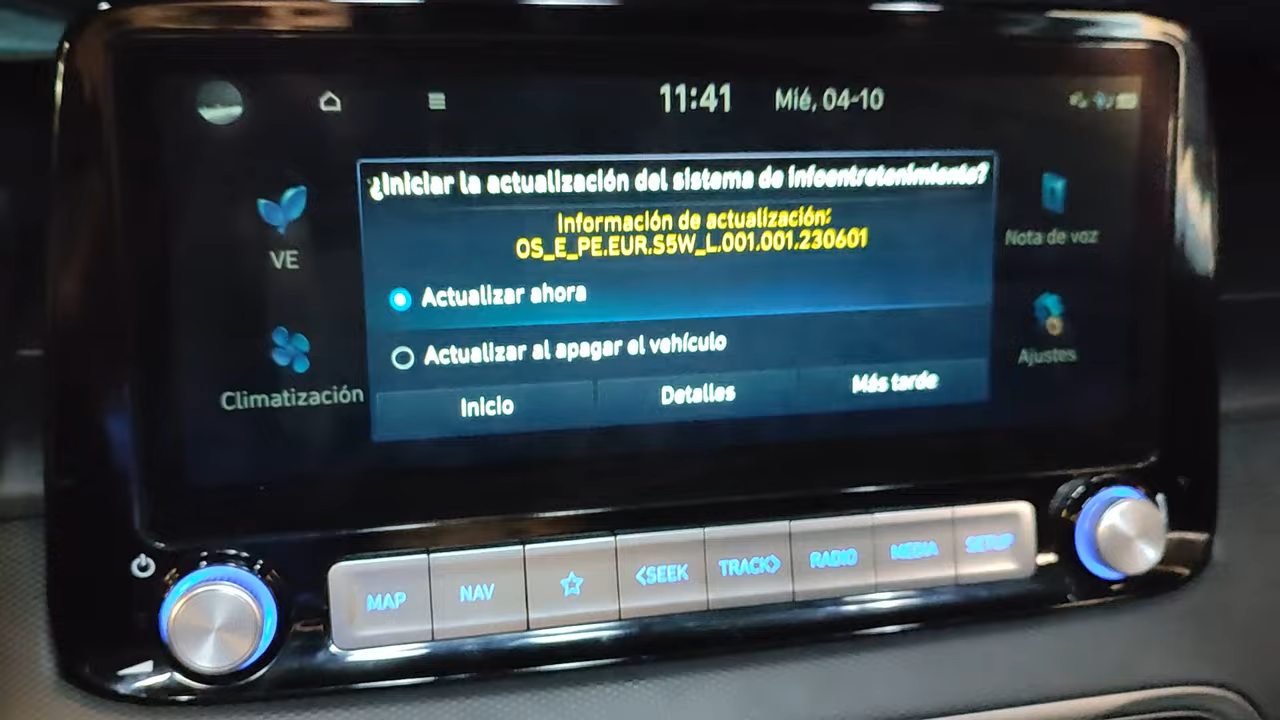 11:41 Mié, 04-10
¿Iniciar la actualización del sistema de infoentretenimiento?
Información de actualización:
OS_E_PE.EUR.S5W_L.001.001.230601
Actualizar ahora
Actualizar al apagar el vehículo
Inicio Detalles Más tarde
VE
Climatización
Nota de voz
Ajustes
MAP NAV <SEEK TRACK> RADIO MEDIA SETUP